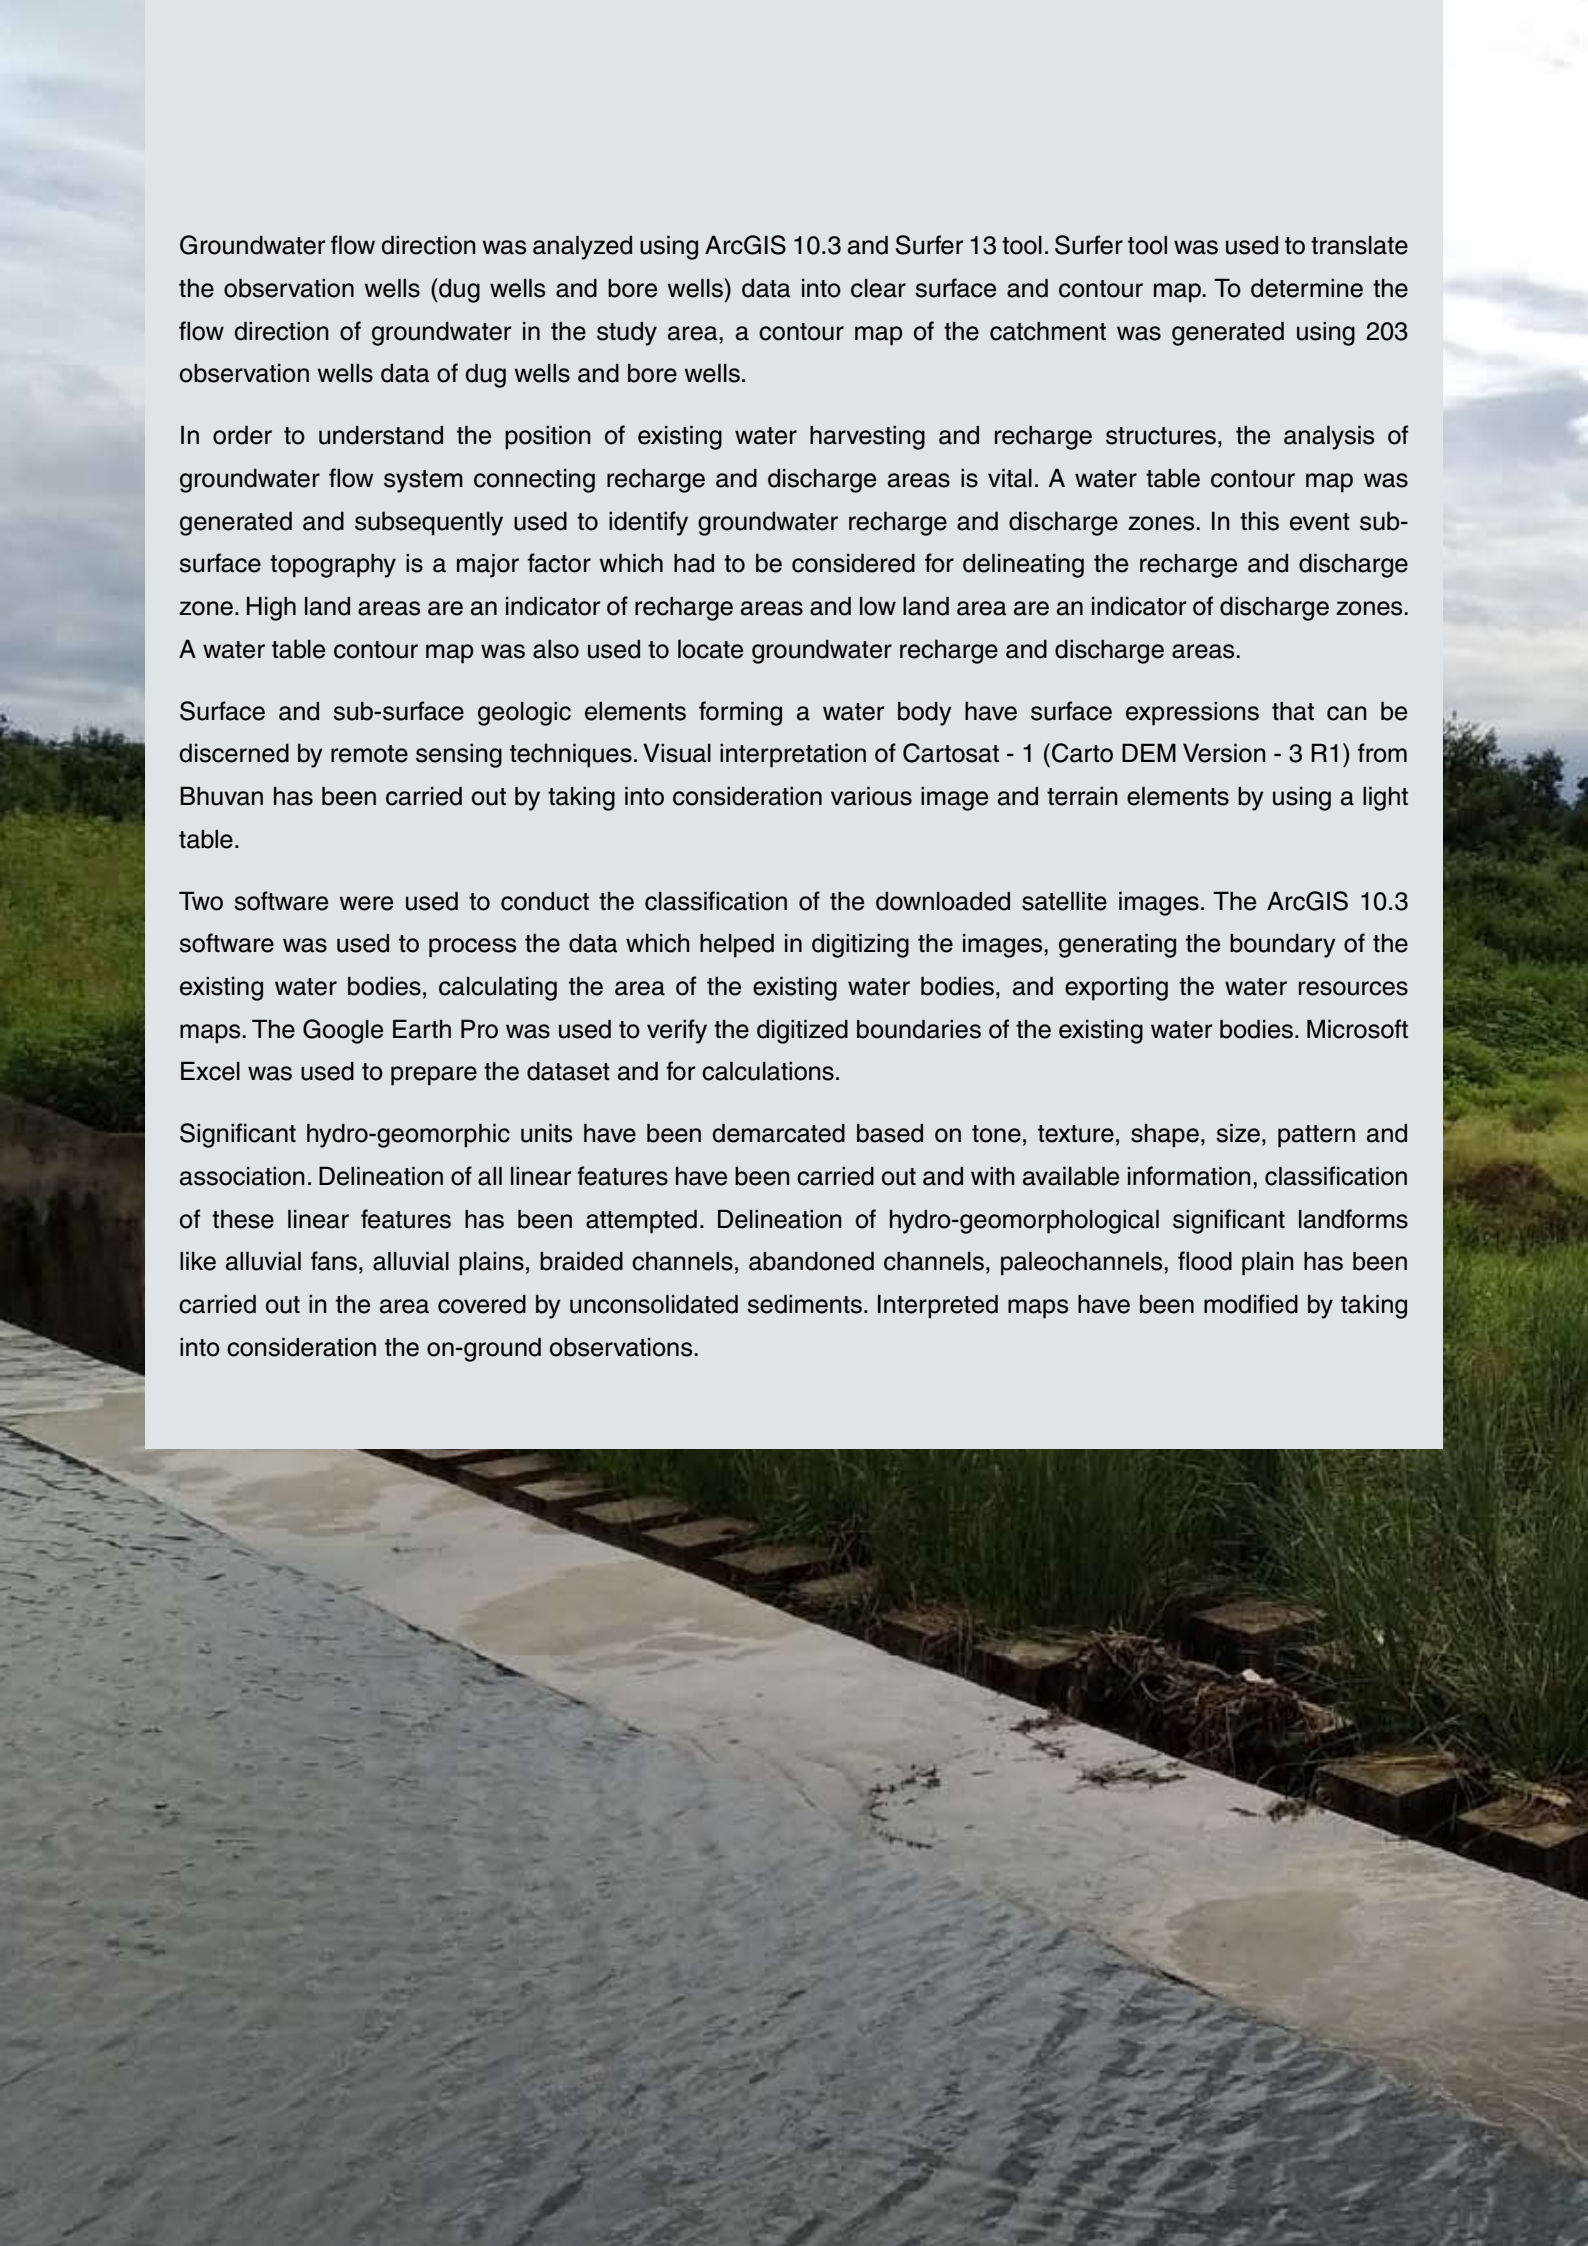 Groundwater flow direction was analyzed using ArcGIS 10.3 and Surfer 13 tool. Surfer tool was used to translate
the observation wells (dug wells and bore wells) data into clear surface and contour map. To determine the
flow direction of groundwater in the study area, a contour map of the catchment was generated using 203
observation wells data of dug wells and bore wells.
In order to understand the position of existing water harvesting and recharge structures, the analysis of
groundwater flow system connecting recharge and discharge areas is vital. A water table contour map was
generated and subsequently used to identify groundwater recharge and discharge zones. In this event sub-
surface topography is a major factor which had to be considered for delineating the recharge and discharge
zone. High land areas are an indicator of recharge areas and low land area are an indicator of discharge zones.
A water table contour map was also used to locate groundwater recharge and discharge areas.
Surface and sub-surface geologic elements forming a water body have surface expressions that can be
discerned by remote sensing techniques. Visual interpretation of Cartosat - 1 (Carto DEM Version - 3 R1) from
Bhuvan has been carried out by taking into consideration various image and terrain elements by using a light
table.
Two software were used to conduct the classification of the downloaded satellite images. The ArcGIS 10.3
software was used to process the data which helped in digitizing the images, generating the boundary of the
existing water bodies, calculating the area of the existing water bodies, and exporting the water resources
maps. The Google Earth Pro was used to verify the digitized boundaries of the existing water bodies. Microsoft
Excel was used to prepare the dataset and for calculations.
Significant hydro-geomorphic units have been demarcated based on tone, texture, shape, size, pattern and
association. Delineation of all linear features have been carried out and with available information, classification
of these linear features has been attempted. Delineation of hydro-geomorphological significant landforms
like alluvial fans, alluvial plains, braided channels, abandoned channels, paleochannels, flood plain has been
carried out in the area covered by unconsolidated sediments. Interpreted maps have been modified by taking
into consideration the on-ground observations.